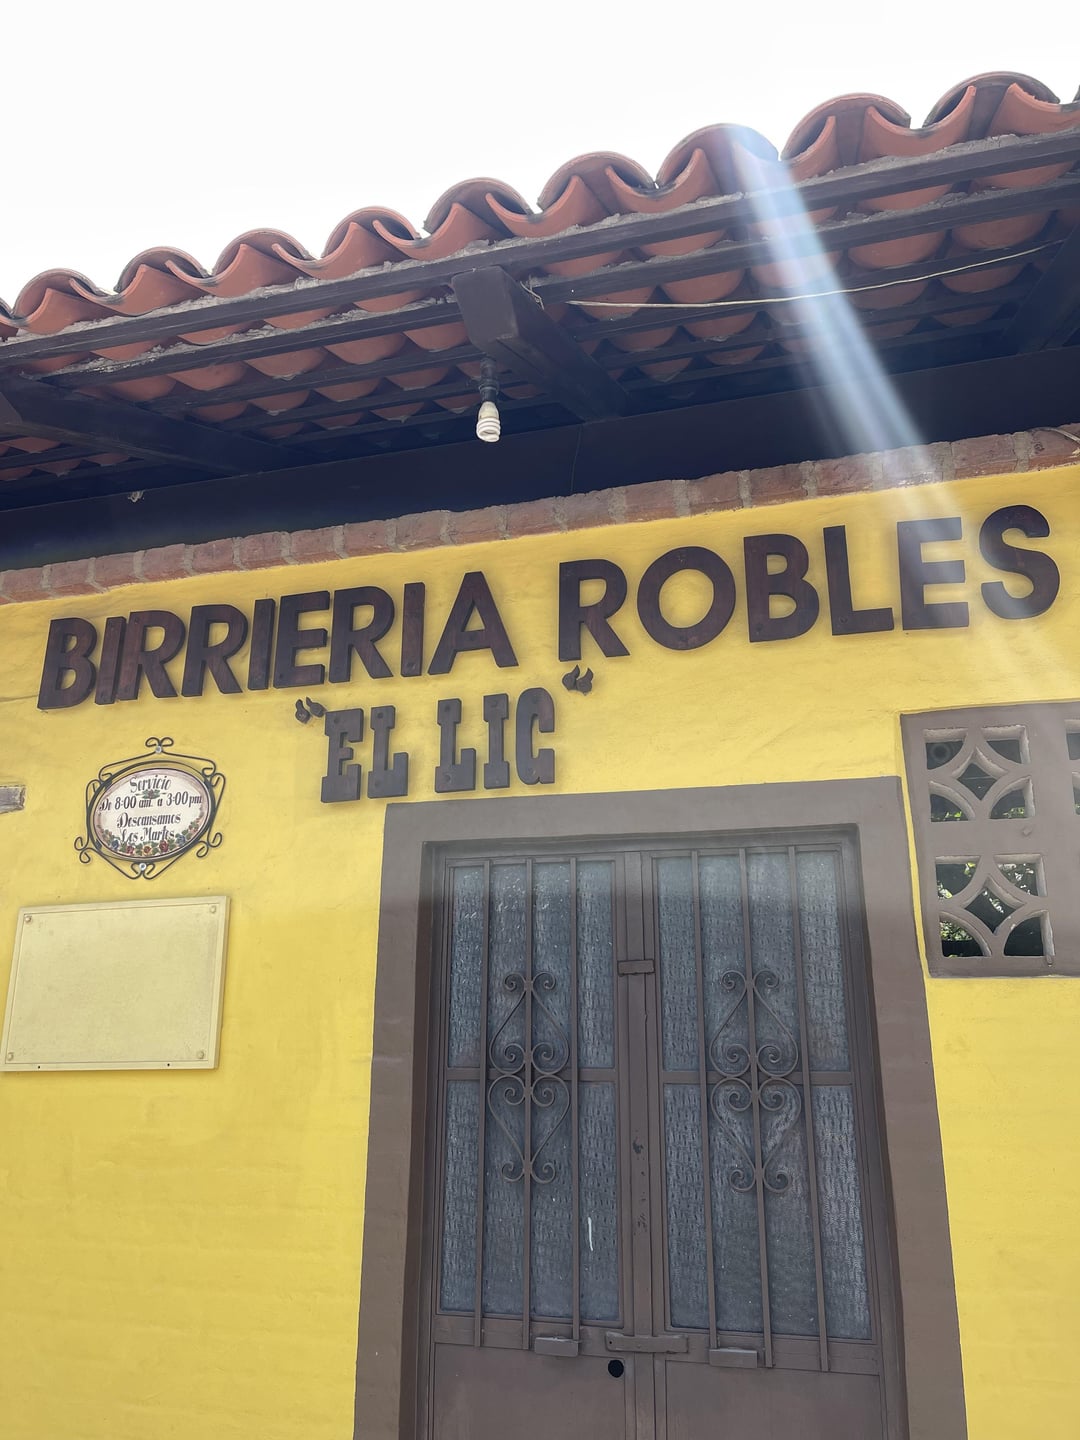 BIRRIERIA ROBLES
"EL LIC"
Servicio
De 8:00 am. a 3:00 pm
Descansamos
Los Martes